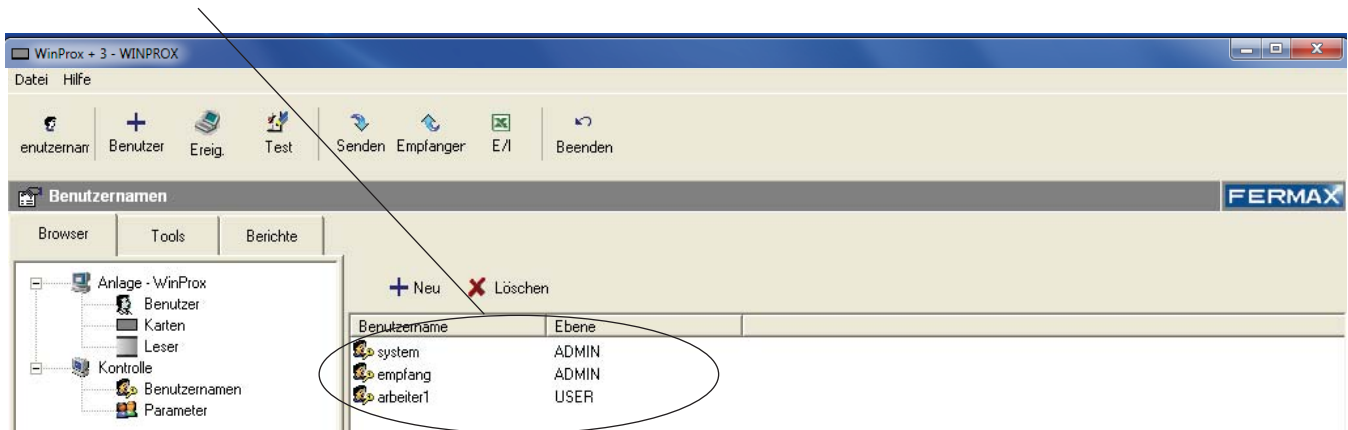 WinProx + 3 - WINPROX
Datei Hilfe
enutzernam Benutzer Ereig. Test Senden Empfanger E/I Beenden
Benutzernamen FERMAX
Browser Tools Berichte
Anlage - WinProx
Benutzer
Karten
Leser
Kontrolle
Benutzernamen
Parameter
Neu Löschen
Benutzername Ebene
system ADMIN
empfang ADMIN
arbeiter1 USER